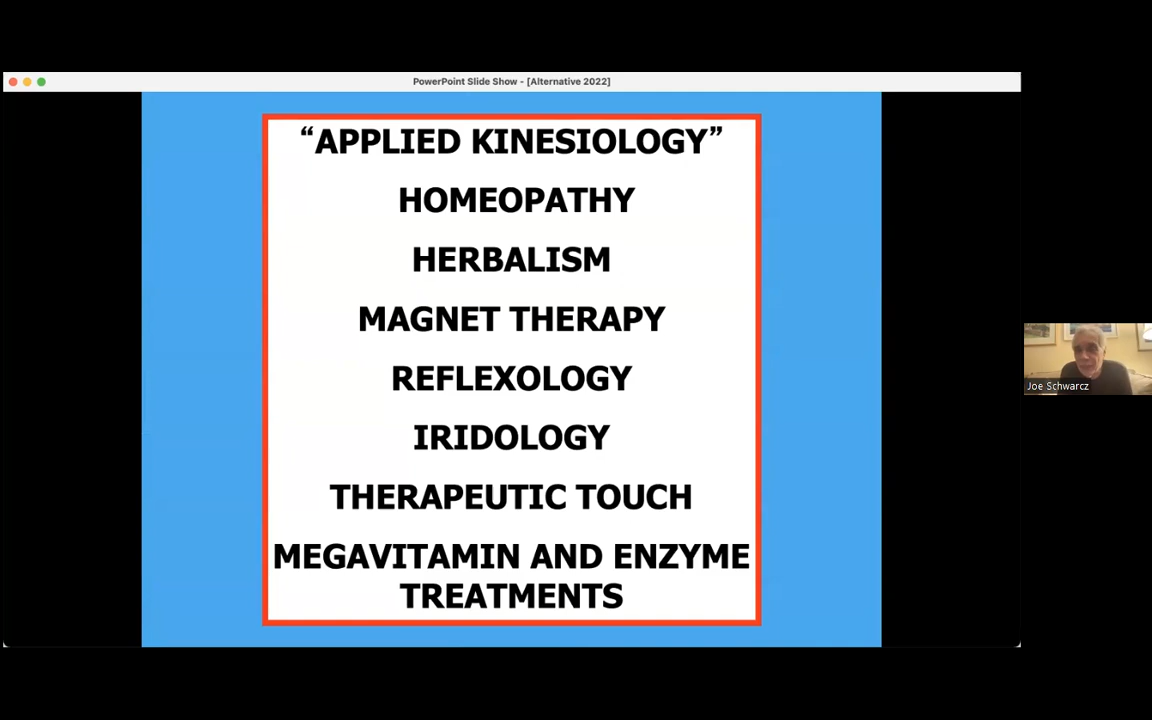 PowerPoint Slide Show - [Alternative 2022]
“APPLIED KINESIOLOGY”
HOMEOPATHY
HERBALISM
MAGNET THERAPY
REFLEXOLOGY
IRIDOLOGY
THERAPEUTIC TOUCH
MEGAVITAMIN AND ENZYME
TREATMENTS
Joe Schwarcz